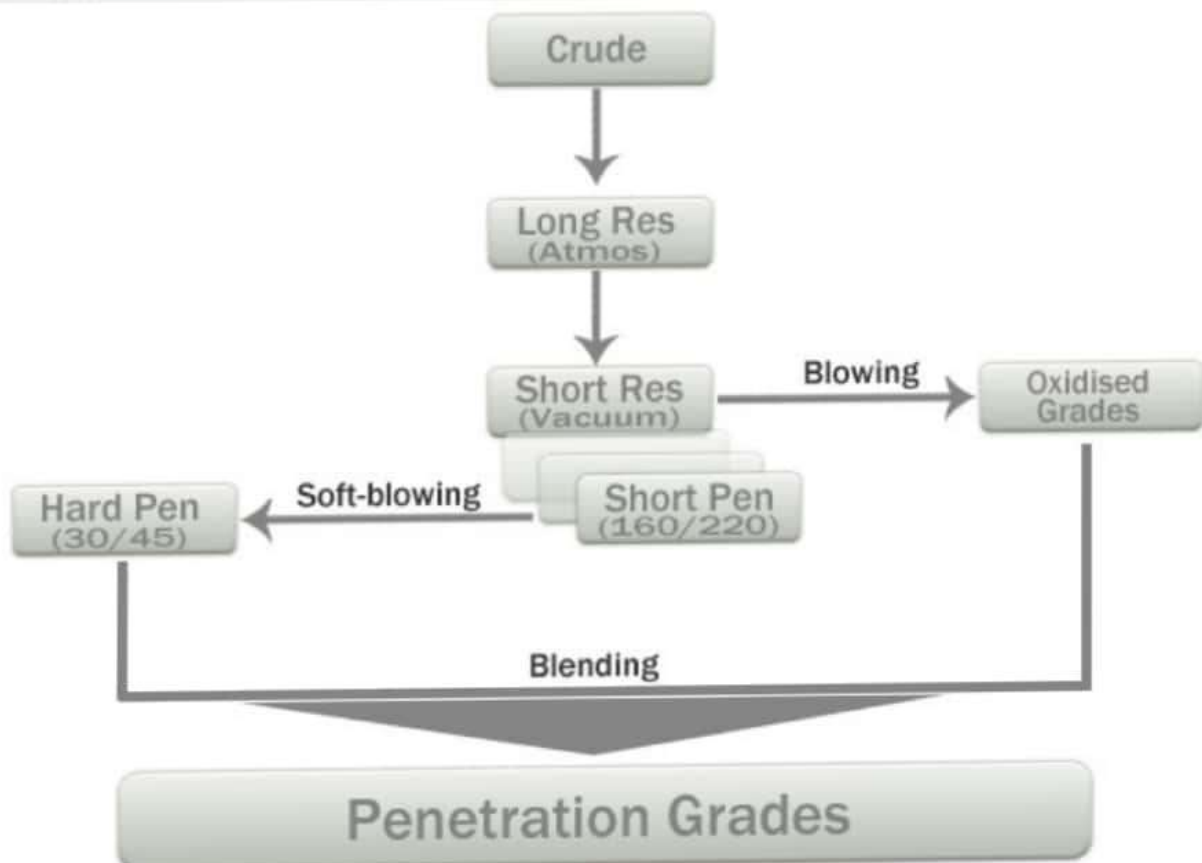 Crude
Long Res
(Atmos)
Short Res
(Vacuum)
Blowing
Oxidised
Grades
Hard Pen
(30/45)
Soft-blowing
Short Pen
(160/220)
Blending
Penetration Grades